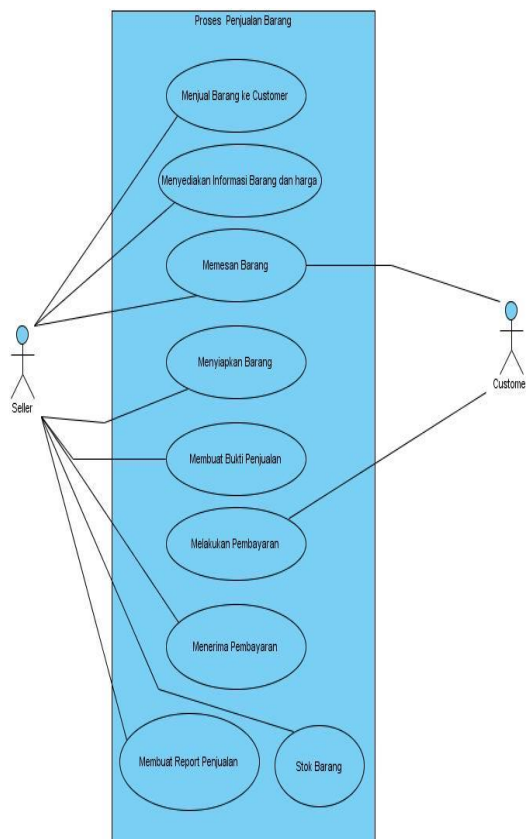 Proses Penjualan Barang
Menjual Barang ke Customer
Menyediakan Informasi Barang dan harga
Memesan Barang
Menyiapkan Barang
Seller
Custome
Membuat Bukti Penjualan
Melakukan Pembayaran
Menerima Pembayaran
Membuat Report Penjualan
Stok Barang